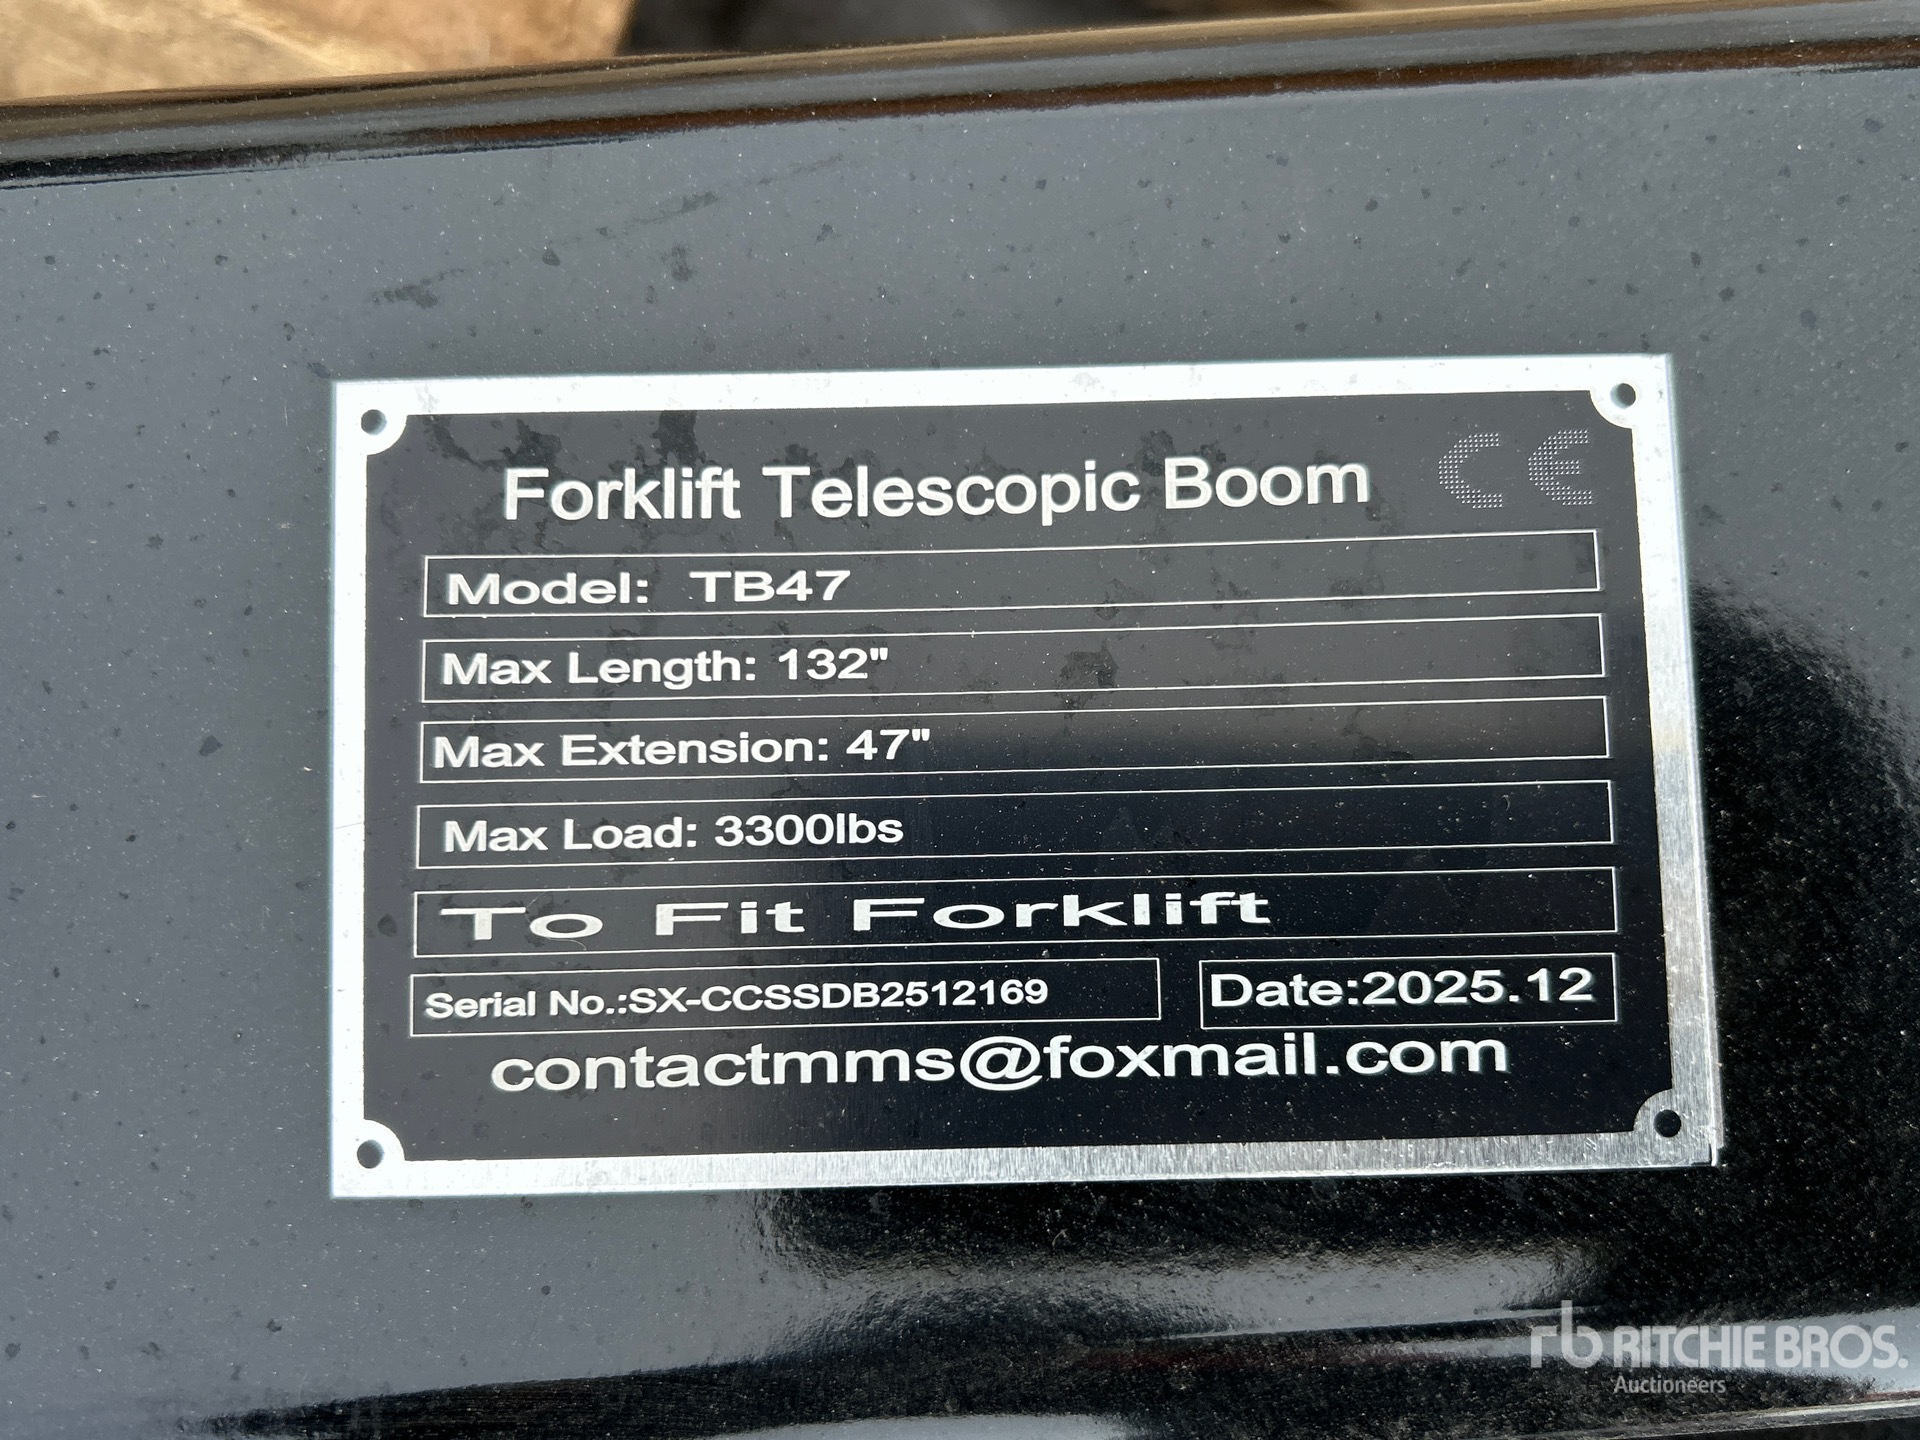 Forklift Telescopic Boom CE
Model: TB47
Max Length: 132"
Max Extension: 47"
Max Load: 3300lbs
To Fit Forklift
Serial No.:SX-CCSSDB2512169 Date:2025.12
contactmms@foxmail.com
rb RITCHIE BROS.
Auctioneers